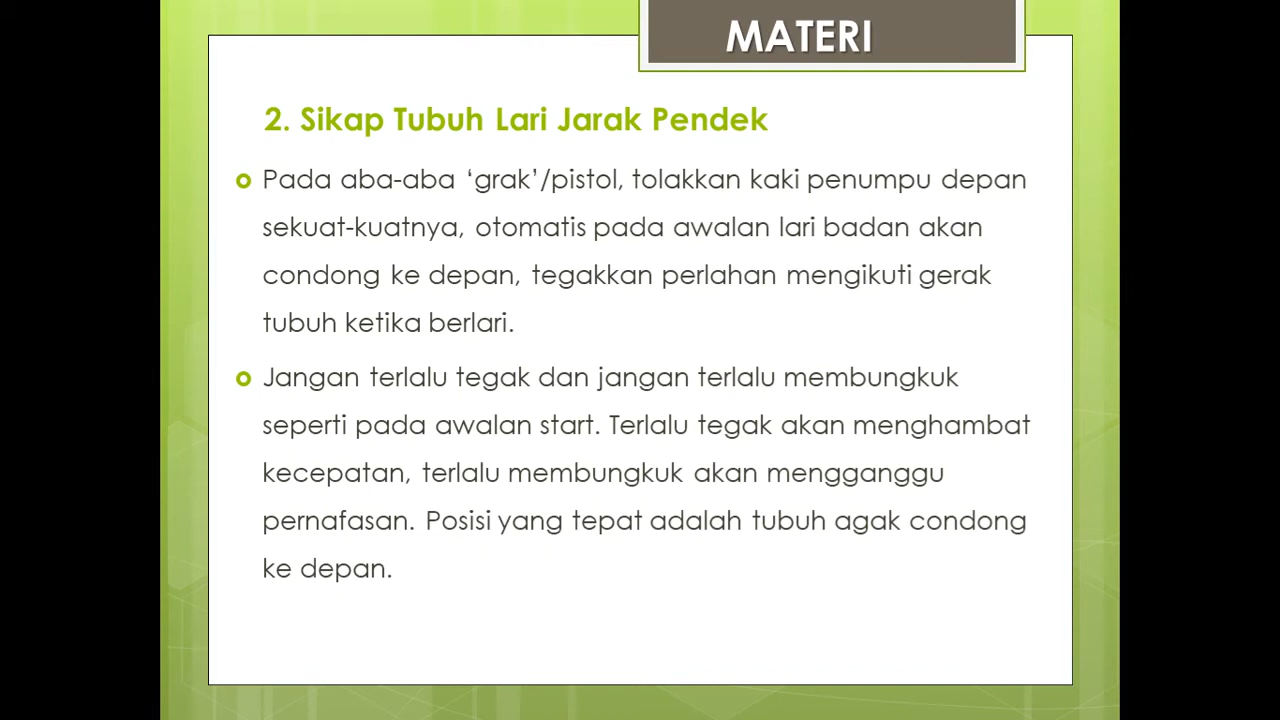 MATERI
2. Sikap Tubuh Lari Jarak Pendek
Pada aba-aba ‘grak’/pistol, tolakkan kaki penumpu depan
sekuat-kuatnya, otomatis pada awalan lari badan akan
condong ke depan, tegakkan perlahan mengikuti gerak
tubuh ketika berlari.
Jangan terlalu tegak dan jangan terlalu membungkuk
seperti pada awalan start. Terlalu tegak akan menghambat
kecepatan, terlalu membungkuk akan mengganggu
pernafasan. Posisi yang tepat adalah tubuh agak condong
ke depan.